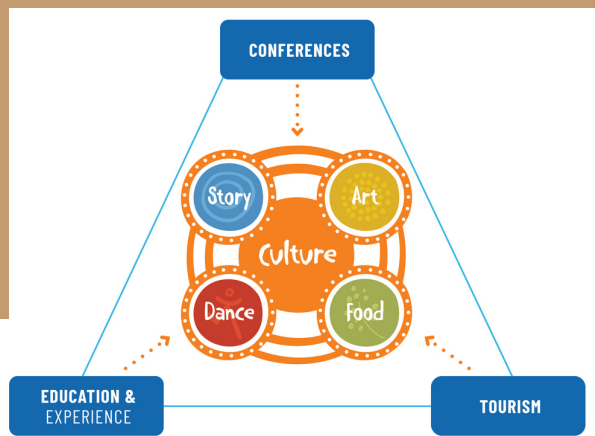 CONFERENCES
Story
Art
Culture
Dance
Food
EDUCATION &
EXPERIENCE
TOURISM